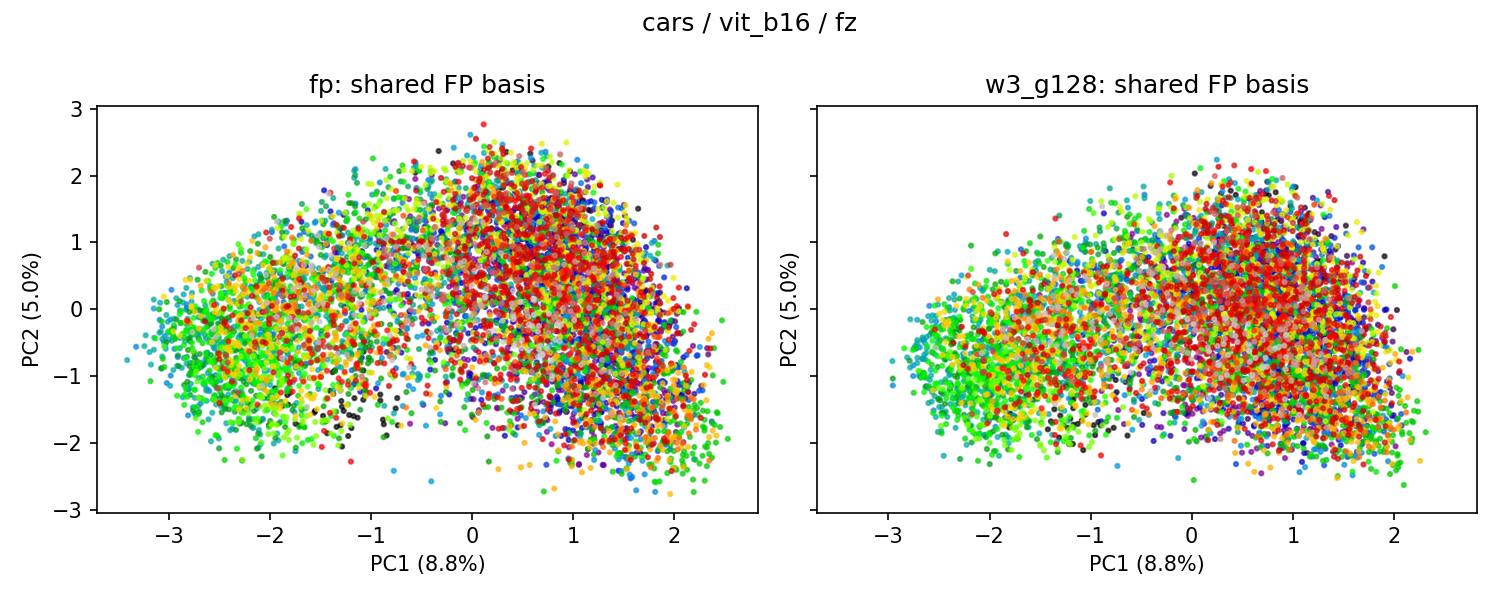 cars / vit_b16 / fz
fp: shared FP basis
w3_g128: shared FP basis
3
2
1
0
−1
−2
−3
PC2 (5.0%)
PC2 (5.0%)
−3
−2
−1
0
1
2
−3
−2
−1
0
1
2
PC1 (8.8%)
PC1 (8.8%)